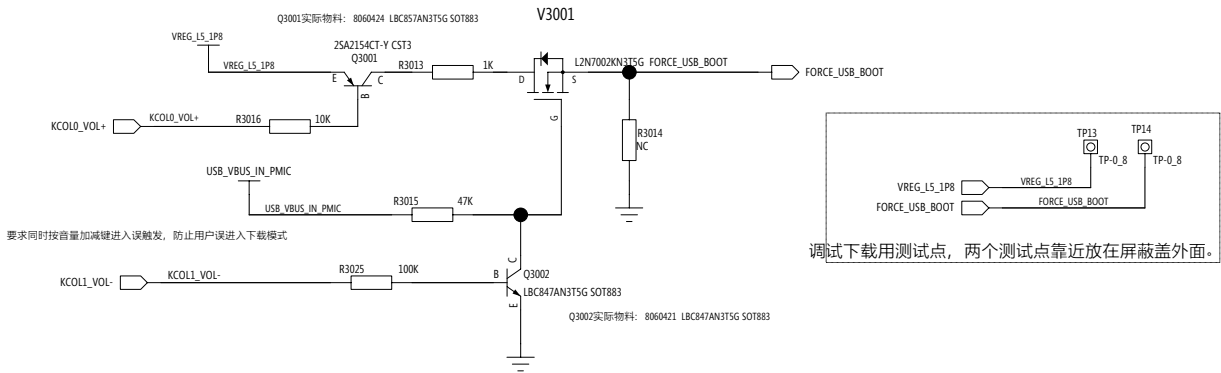 Q3001实际物料: 8060424 LBC857AN3T5G SOT883
V3001
VREG_L5_1P8
2SA2154CT-Y CST3
Q3001
VREG_L5_1P8
E
C
B
R3013
1K
D
S
G
L2N7002KN3T5G
FORCE_USB_BOOT
FORCE_USB_BOOT
KCOL0_VOL+
KCOL0_VOL+
R3016
10K
R3014
NC
TP13
TP14
TP-0_8
TP-0_8
VREG_L5_1P8
VREG_L5_1P8
FORCE_USB_BOOT
FORCE_USB_BOOT
调试下载用测试点，两个测试点靠近放在屏蔽盖外面。
USB_VBUS_IN_PMIC
USB_VBUS_IN_PMIC
R3015
47K
要求同时按音量加减键进入误触发，防止用户误进入下载模式
KCOL1_VOL-
KCOL1_VOL-
R3025
100K
B
C
E
Q3002
LBC847AN3T5G SOT883
Q3002实际物料: 8060421 LBC847AN3T5G SOT883